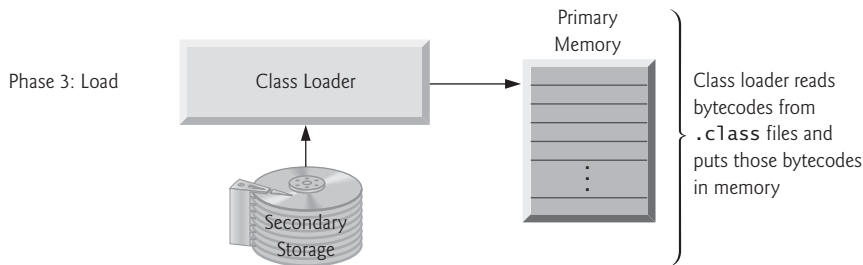 Phase 3: Load
Class Loader
Secondary
Storage
Primary
Memory
Class loader reads
bytecodes from
.class files and
puts those bytecodes
in memory